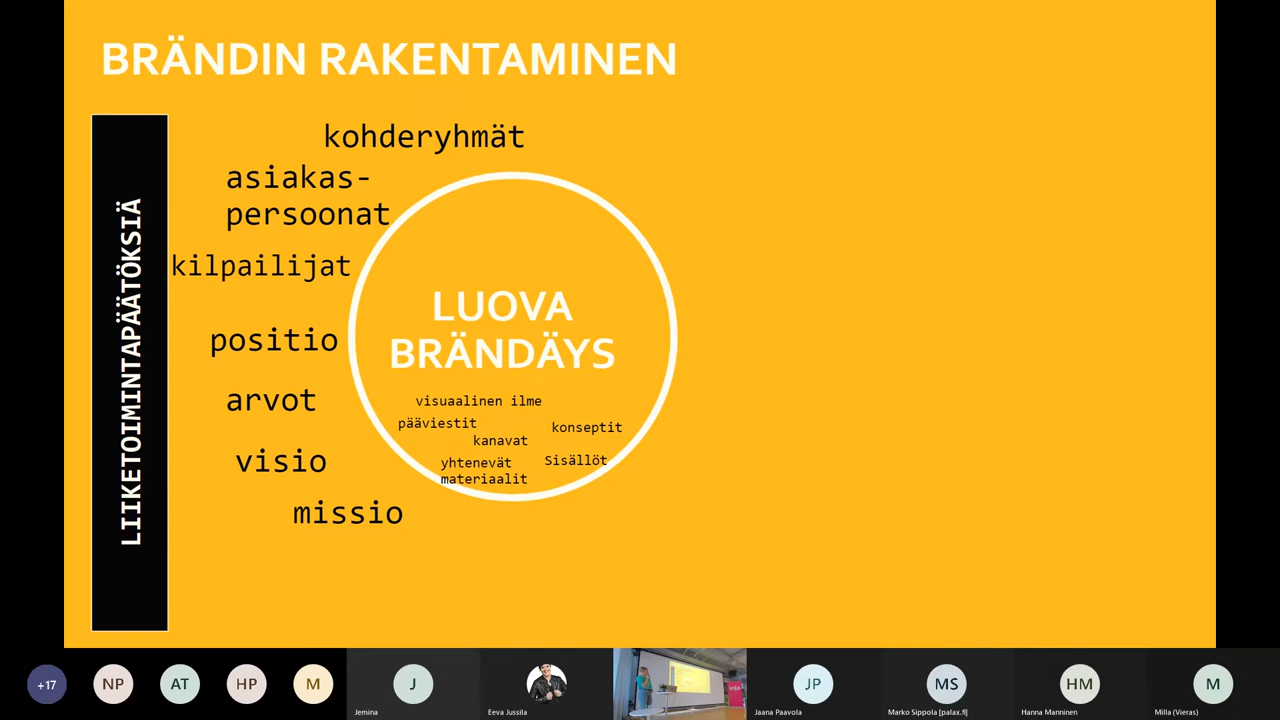 BRÄNDIN RAKENTAMINEN
LIIKETOIMINTAPÄÄTÖKSIÄ
kohderyhmät
asiakas-
persoonat
kilpailijat
positio
arvot
visio
missio
LUOVA
BRÄNDÄYS
visuaalinen ilme
pääviestit
konseptit
kanavat
yhtenevät
materiaalit
Sisällöt
+17
NP
AT
HP
M
J
Jemina
Eeva Jussila
JP
Jaana Paavola
MS
Marko Sippola [palax.fi]
HM
Hanna Manninen
M
Milla (Vieras)